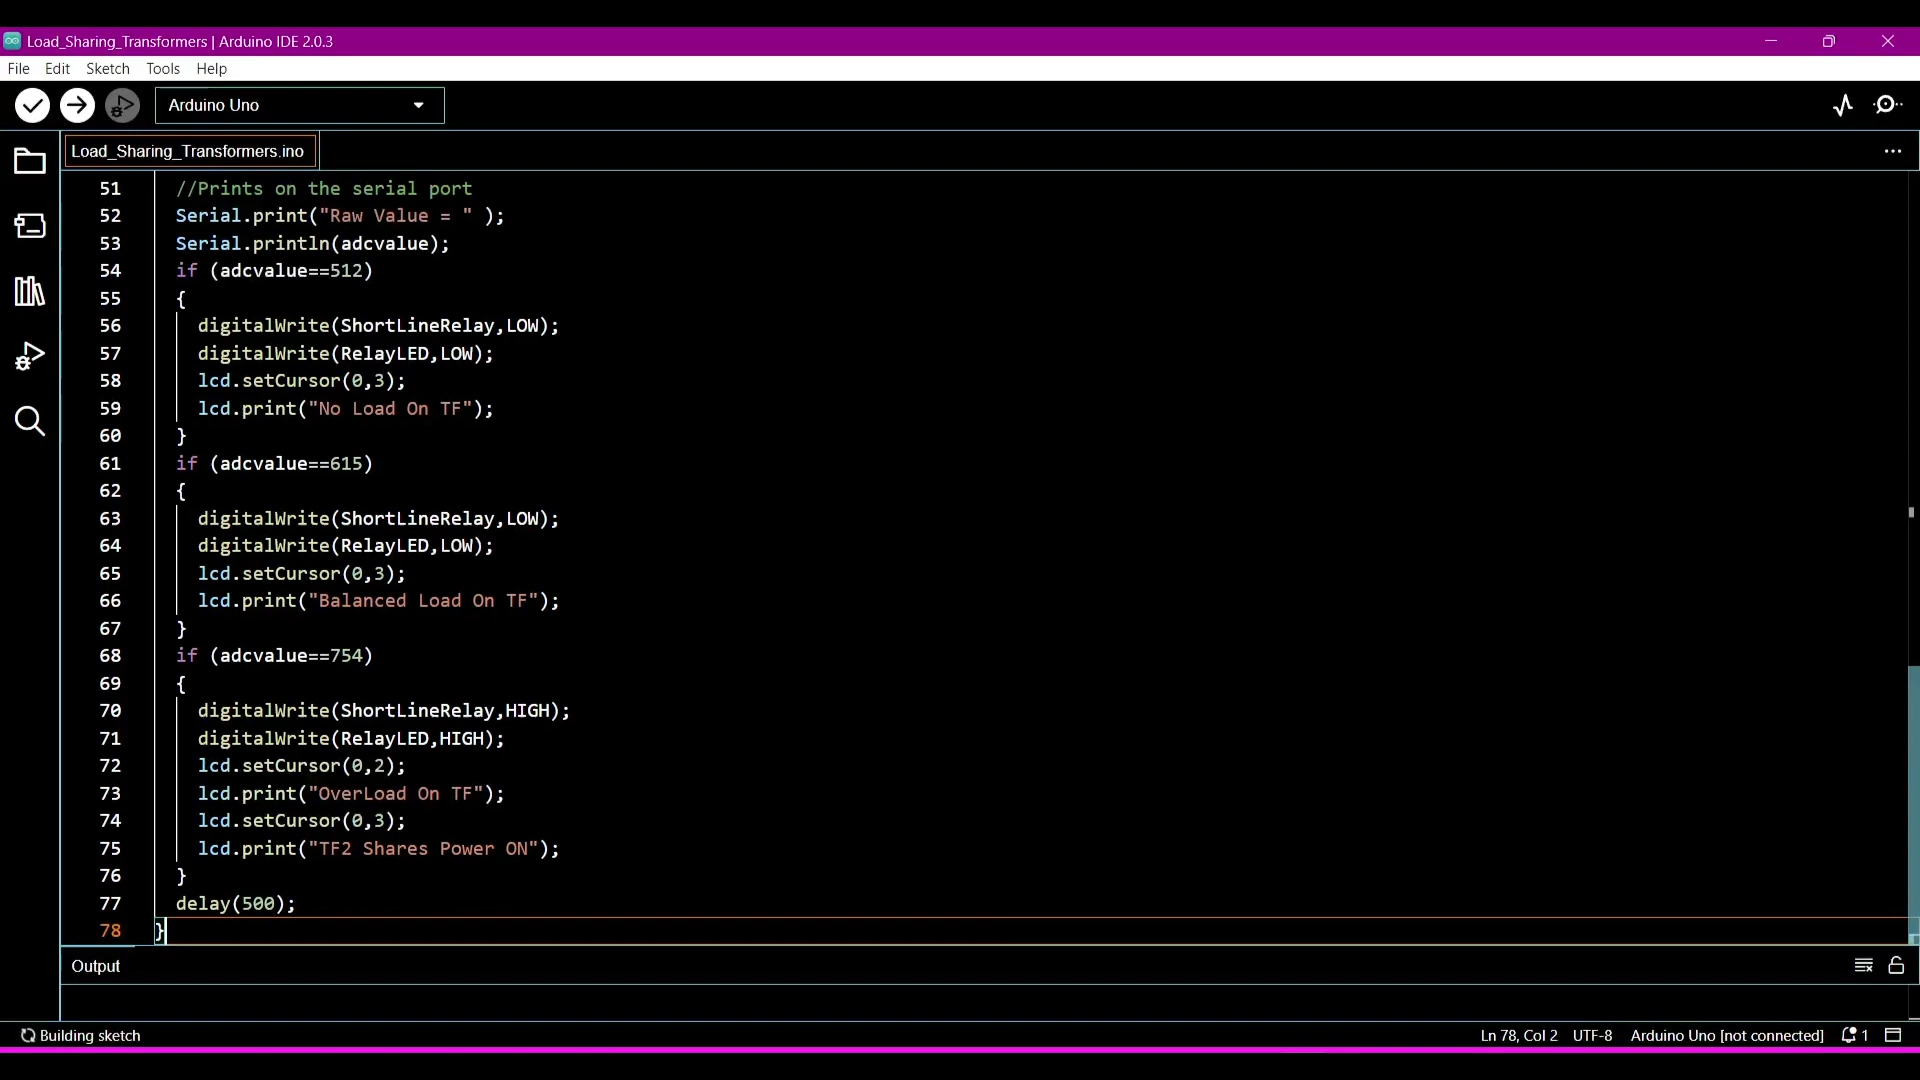 Load_Sharing_Transformers | Arduino IDE 2.0.3
File Edit Sketch Tools Help
Arduino Uno
Load_Sharing_Transformers.ino
51 //Prints on the serial port
52 Serial.print("Raw Value = " );
53 Serial.println(adcvalue);
54 if (adcvalue==512)
55 {
56 digitalWrite(ShortLineRelay,LOW);
57 digitalWrite(RelayLED,LOW);
58 lcd.setCursor(0,3);
59 lcd.print("No Load On TF");
60 }
61 if (adcvalue==615)
62 {
63 digitalWrite(ShortLineRelay,LOW);
64 digitalWrite(RelayLED,LOW);
65 lcd.setCursor(0,3);
66 lcd.print("Balanced Load On TF");
67 }
68 if (adcvalue==754)
69 {
70 digitalWrite(ShortLineRelay,HIGH);
71 digitalWrite(RelayLED,HIGH);
72 lcd.setCursor(0,2);
73 lcd.print("OverLoad On TF");
74 lcd.setCursor(0,3);
75 lcd.print("TF2 Shares Power ON");
76 }
77 delay(500);
78 }
Output
Building sketch Ln 78, Col 2 UTF-8 Arduino Uno [not connected] 1